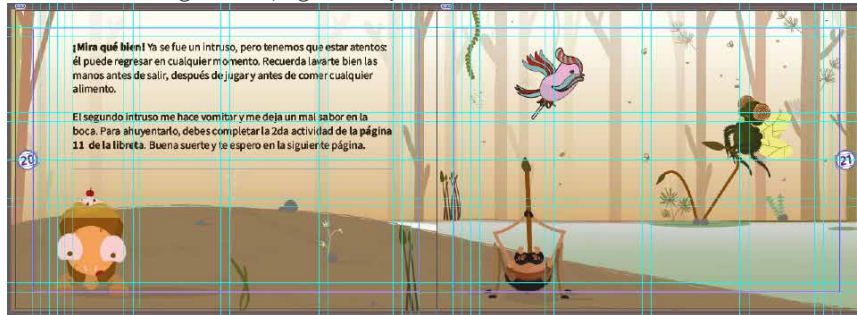 ¡Mira qué bien! Ya se fue un intruso, pero tenemos que estar atentos:
él puede regresar en cualquier momento. Recuerda lavarte bien las
manos antes de salir, después de jugar y antes de comer cualquier
alimento.
El segundo intruso me hace vomitar y me deja un mal sabor en la
boca. Para ahuyentarlo, debes completar la 2da actividad de la página
11 de la libreta. Buena suerte y te espero en la siguiente página.
20
21